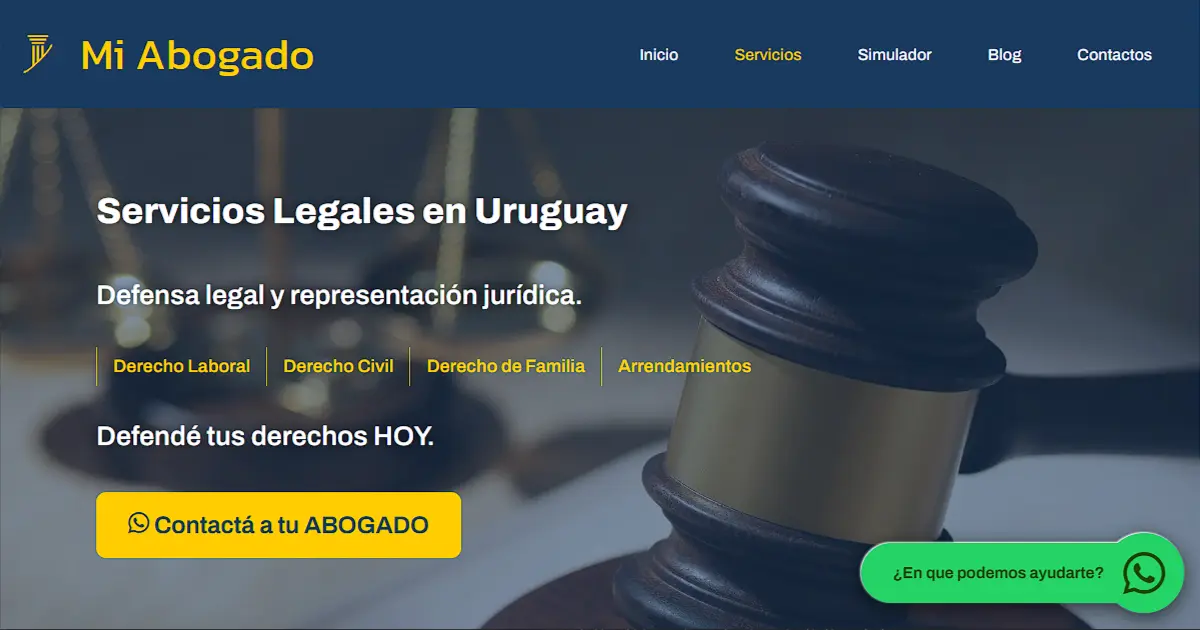 Mi Abogado
Inicio
Servicios
Simulador
Blog
Contactos
Servicios Legales en Uruguay
Defensa legal y representación jurídica.
Derecho Laboral
Derecho Civil
Derecho de Familia
Arrendamientos
Defendé tus derechos HOY.
Contactá a tu ABOGADO
¿En que podemos ayudarte?